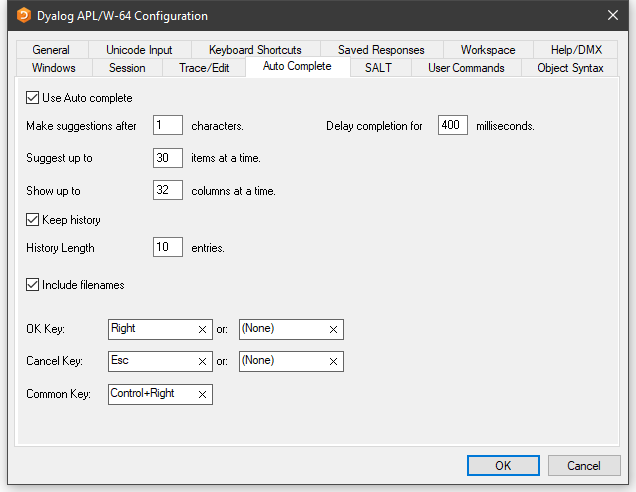 Dyalog APL/W-64 Configuration
General Unicode Input Keyboard Shortcuts Saved Responses Workspace Help/DMX
Windows Session Trace/Edit Auto Complete SALT User Commands Object Syntax
Use Auto complete
Make suggestions after 1 characters. Delay completion for 400 milliseconds.
Suggest up to 30 items at a time.
Show up to 32 columns at a time.
Keep history
History Length 10 entries.
Include filenames
OK Key: Right or: (None)
Cancel Key: Esc or: (None)
Common Key: Control+Right
OK Cancel